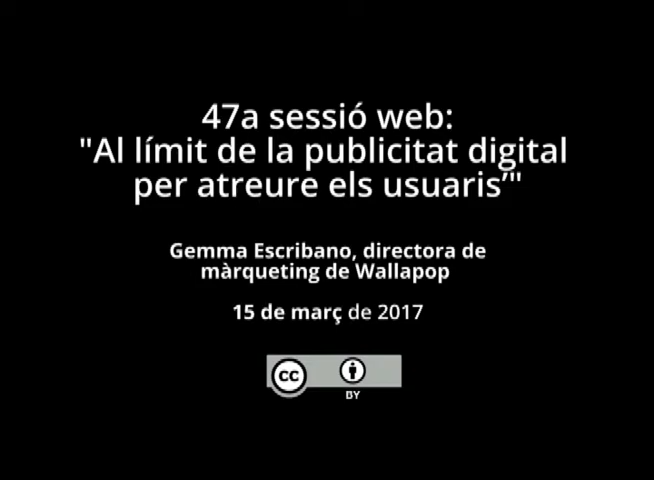 47a sessió web:
"Al límit de la publicitat digital
per atreure els usuaris’"
Gemma Escribano, directora de
màrqueting de Wallapop
15 de març de 2017
cc
BY